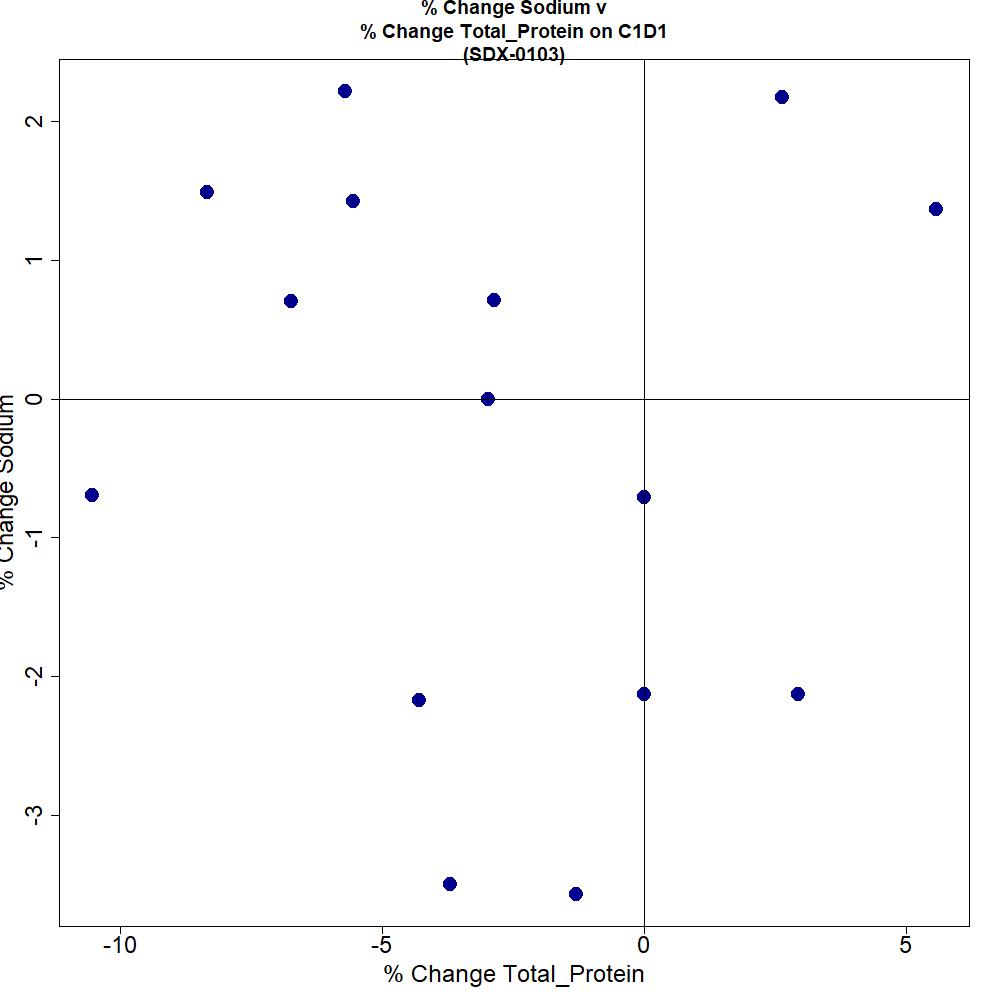 % Change Sodium v
% Change Total_Protein on C1D1
(SDX-0103)
2
1
0
-1
-2
-3
% Change Sodium
-10
-5
0
5
% Change Total_Protein